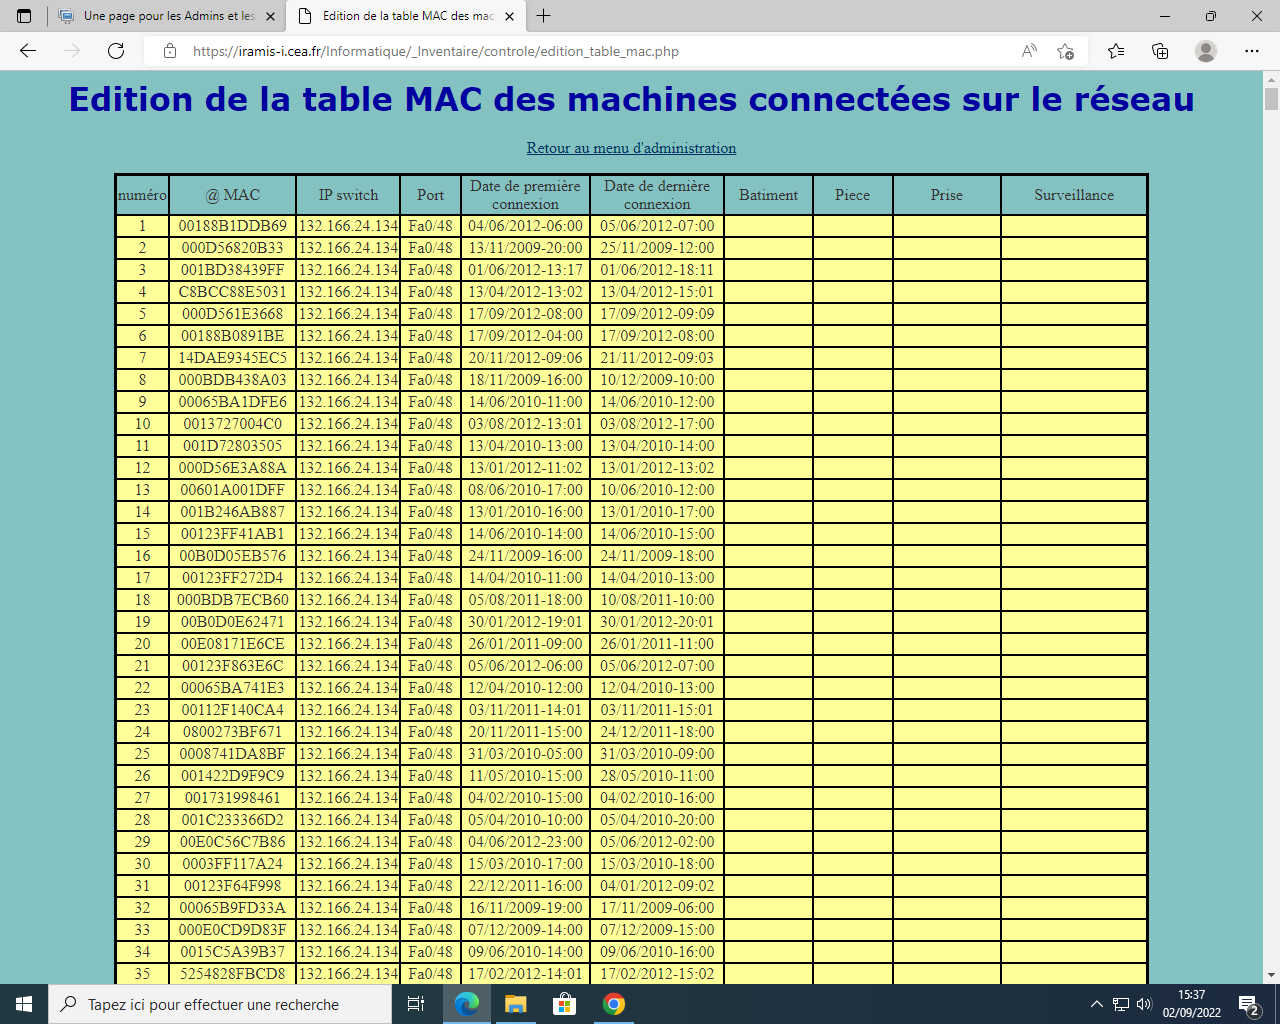 Une page pour les Admins et les
Edition de la table MAC des mac
https://iramis-i.cea.fr/Informatique/_Inventaire/controle/edition_table_mac.php
Edition de la table MAC des machines connectées sur le réseau
Retour au menu d'administration
numéro @ MAC IP switch Port Date de première connexion Date de dernière connexion Batiment Piece Prise Surveillance
1 00188B1DDB69 132.166.24.134 Fa0/48 04/06/2012-06:00 05/06/2012-07:00
2 000D56820B33 132.166.24.134 Fa0/48 13/11/2009-20:00 25/11/2009-12:00
3 001BD38439FF 132.166.24.134 Fa0/48 01/06/2012-13:17 01/06/2012-18:11
4 C8BCC88E5031 132.166.24.134 Fa0/48 13/04/2012-13:02 13/04/2012-15:01
5 000D561E3668 132.166.24.134 Fa0/48 17/09/2012-08:00 17/09/2012-09:09
6 00188B0891BE 132.166.24.134 Fa0/48 17/09/2012-04:00 17/09/2012-08:00
7 14DAE9345EC5 132.166.24.134 Fa0/48 20/11/2012-09:06 21/11/2012-09:03
8 000BDB438A03 132.166.24.134 Fa0/48 18/11/2009-16:00 10/12/2009-10:00
9 00065BA1DFE6 132.166.24.134 Fa0/48 14/06/2010-11:00 14/06/2010-12:00
10 0013727004C0 132.166.24.134 Fa0/48 03/08/2012-13:01 03/08/2012-17:00
11 001D72803505 132.166.24.134 Fa0/48 13/04/2010-13:00 13/04/2010-14:00
12 000D56E3A88A 132.166.24.134 Fa0/48 13/01/2012-11:02 13/01/2012-13:02
13 00601A001DFF 132.166.24.134 Fa0/48 08/06/2010-17:00 10/06/2010-12:00
14 001B246AB887 132.166.24.134 Fa0/48 13/01/2010-16:00 13/01/2010-17:00
15 00123FF41AB1 132.166.24.134 Fa0/48 14/06/2010-14:00 14/06/2010-15:00
16 00B0D05EB576 132.166.24.134 Fa0/48 24/11/2009-16:00 24/11/2009-18:00
17 00123FF272D4 132.166.24.134 Fa0/48 14/04/2010-11:00 14/04/2010-13:00
18 000BDB7ECB60 132.166.24.134 Fa0/48 05/08/2011-18:00 10/08/2011-10:00
19 00B0D0E62471 132.166.24.134 Fa0/48 30/01/2012-19:01 30/01/2012-20:01
20 00E08171E6CE 132.166.24.134 Fa0/48 26/01/2011-09:00 26/01/2011-11:00
21 00123F863E6C 132.166.24.134 Fa0/48 05/06/2012-06:00 05/06/2012-07:00
22 00065BA741E3 132.166.24.134 Fa0/48 12/04/2010-12:00 12/04/2010-13:00
23 00112F140CA4 132.166.24.134 Fa0/48 03/11/2011-14:01 03/11/2011-15:01
24 0800273BF671 132.166.24.134 Fa0/48 20/11/2011-15:00 24/12/2011-18:00
25 0008741DA8BF 132.166.24.134 Fa0/48 31/03/2010-05:00 31/03/2010-09:00
26 001422D9F9C9 132.166.24.134 Fa0/48 11/05/2010-15:00 28/05/2010-11:00
27 001731998461 132.166.24.134 Fa0/48 04/02/2010-15:00 04/02/2010-16:00
28 001C233366D2 132.166.24.134 Fa0/48 05/04/2010-10:00 05/04/2010-20:00
29 00E0C56C7B86 132.166.24.134 Fa0/48 04/06/2012-23:00 05/06/2012-02:00
30 0003FF117A24 132.166.24.134 Fa0/48 15/03/2010-17:00 15/03/2010-18:00
31 00123F64F998 132.166.24.134 Fa0/48 22/12/2011-16:00 04/01/2012-09:02
32 00065B9FD33A 132.166.24.134 Fa0/48 16/11/2009-19:00 17/11/2009-06:00
33 000E0CD9D83F 132.166.24.134 Fa0/48 07/12/2009-14:00 07/12/2009-15:00
34 0015C5A39B37 132.166.24.134 Fa0/48 09/06/2010-14:00 09/06/2010-16:00
35 5254828FBCD8 132.166.24.134 Fa0/48 17/02/2012-14:01 17/02/2012-15:02
Tapez ici pour effectuer une recherche
15:37
02/09/2022
2